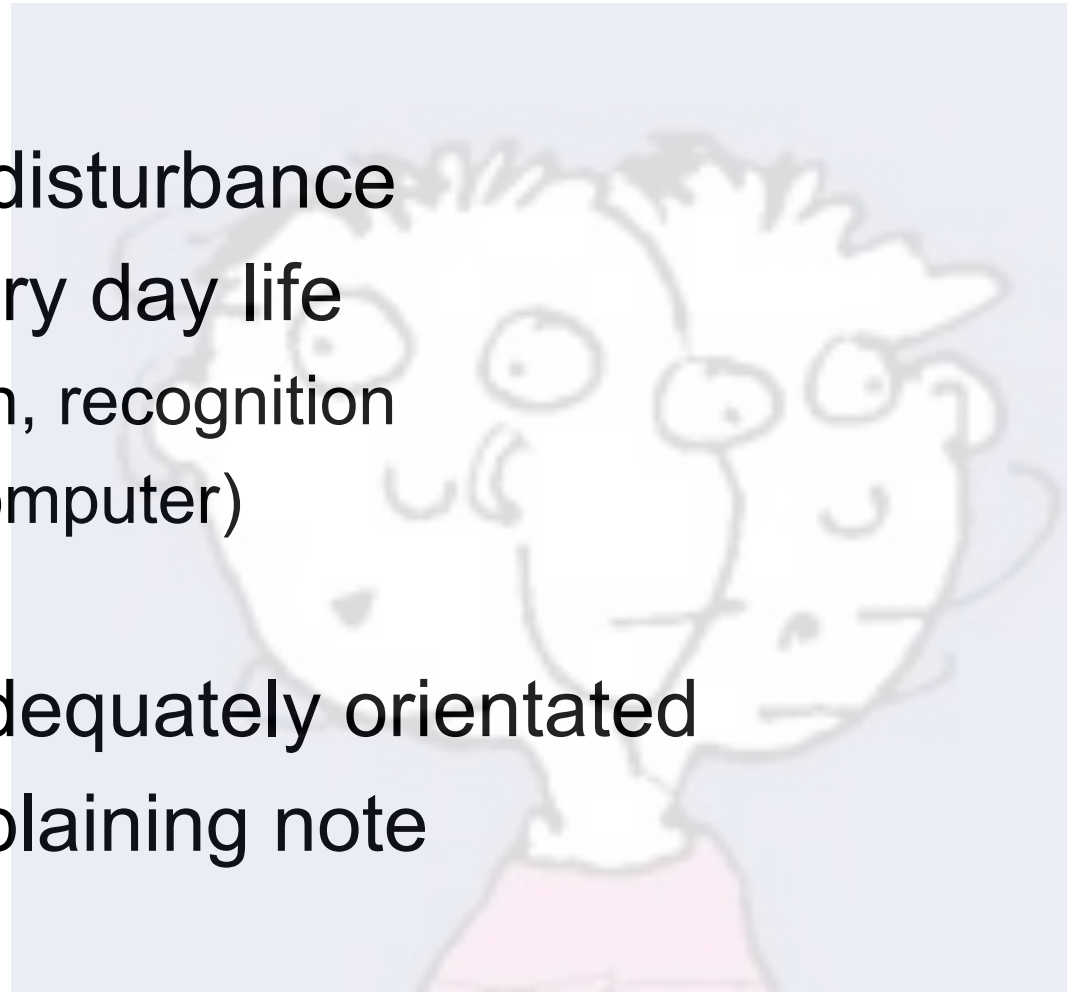 disturbance
ry day life
n, recognition
omputer)
dequately orientated
plaining note